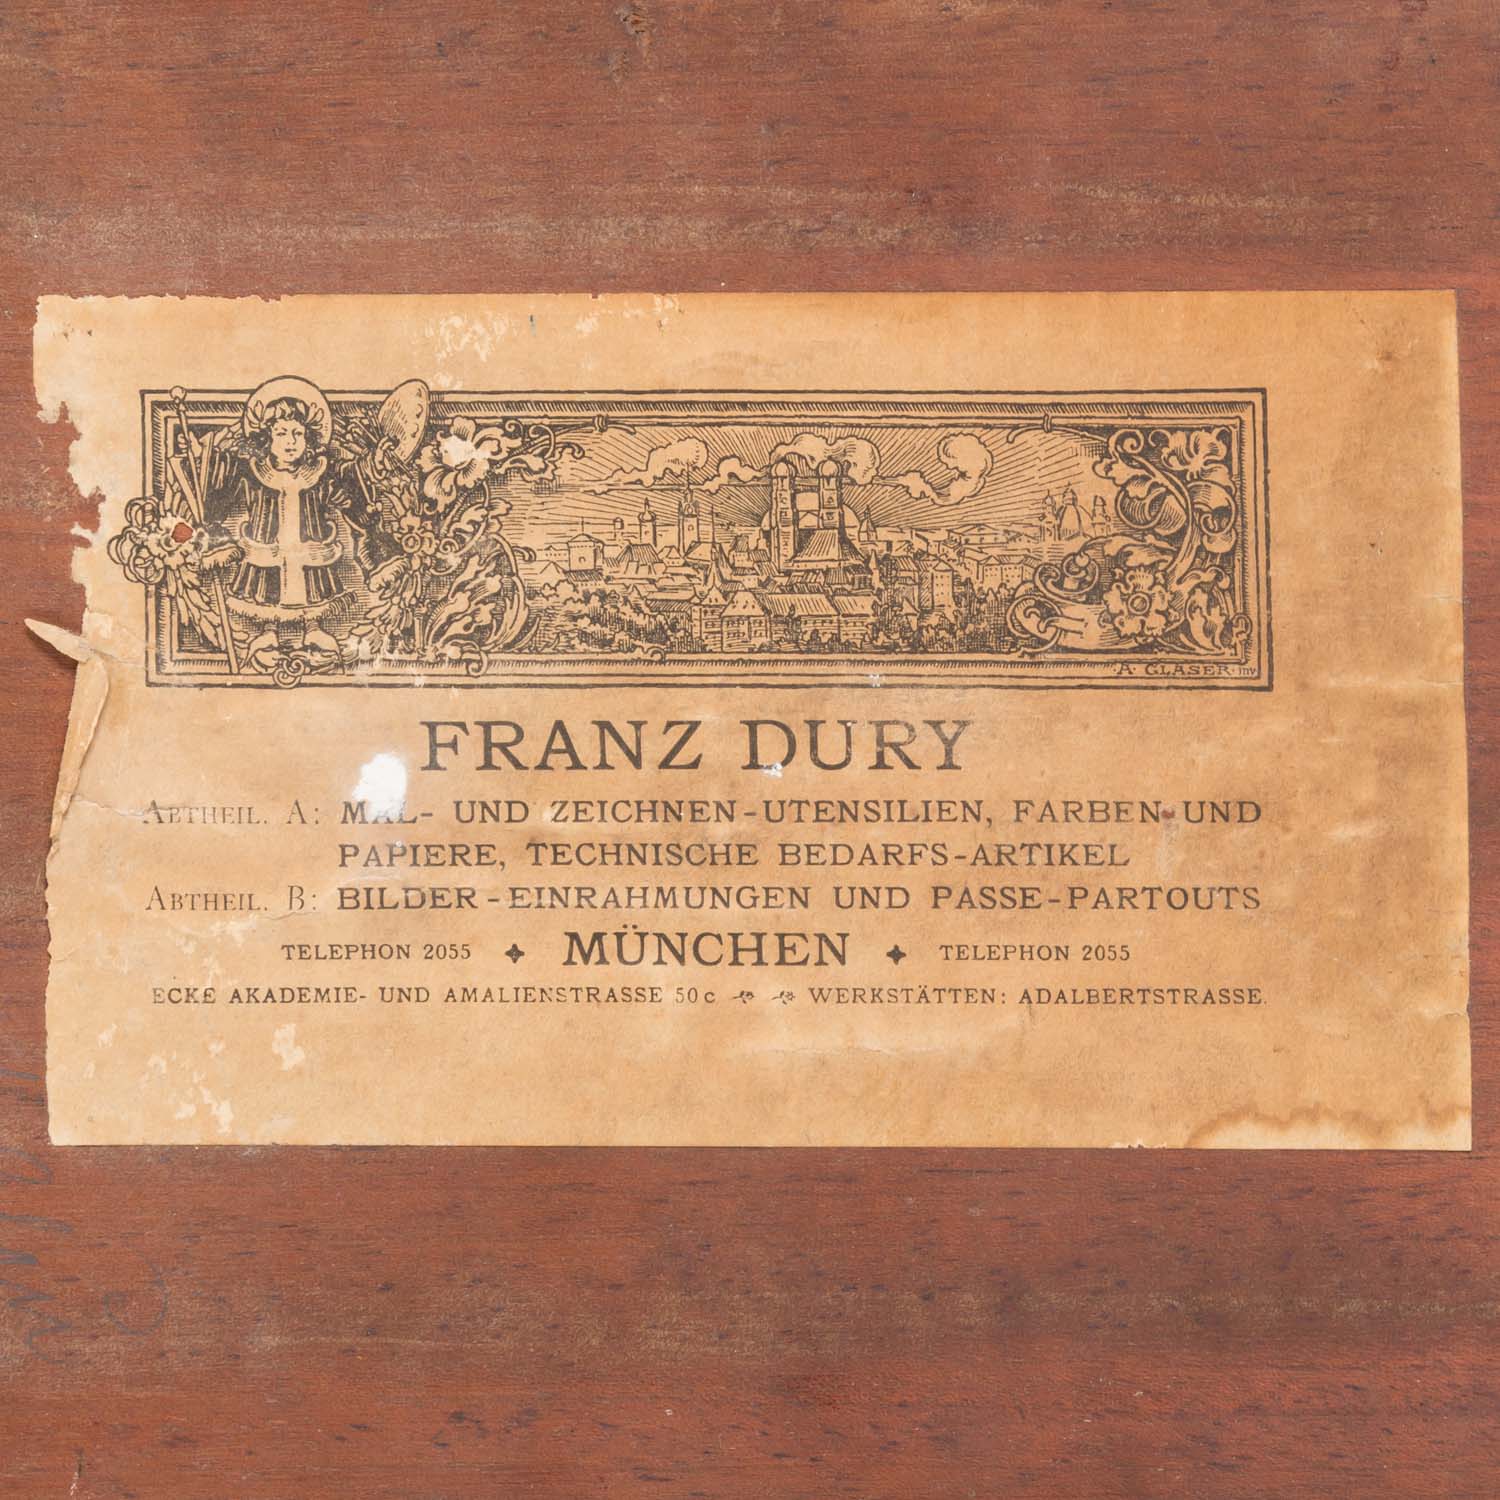 A. GLASER. inv
FRANZ DURY
ABTHEIL. A: MAL- UND ZEICHNEN-UTENSILIEN, FARBEN UND
PAPIERE, TECHNISCHE BEDARFS-ARTIKEL
ABTHEIL. B: BILDER-EINRAHMUNGEN UND PASSE-PARTOUTS
TELEPHON 2055 MÜNCHEN TELEPHON 2055
ECKE AKADEMIE- UND AMALIENSTRASSE 50c WERKSTÄTTEN: ADALBERTSTRASSE.